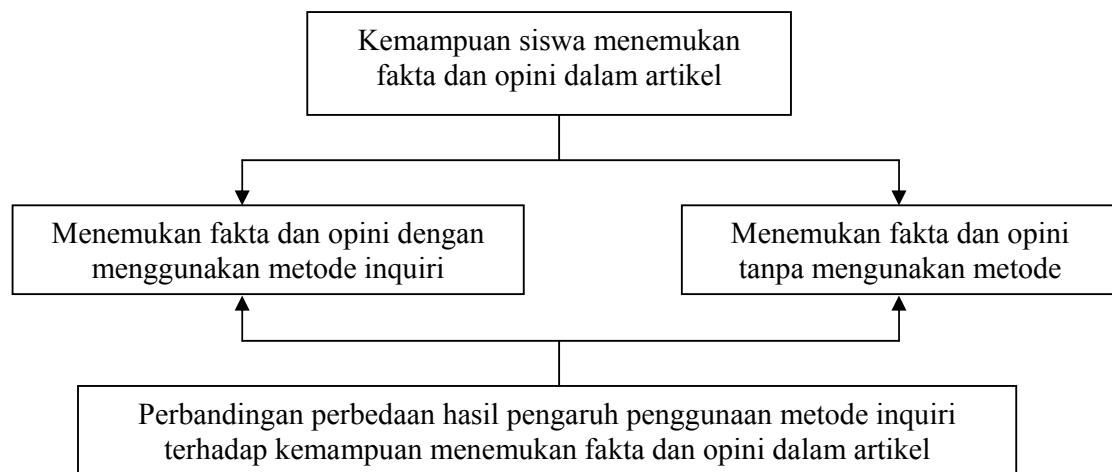 Kemampuan siswa menemukan
fakta dan opini dalam artikel
Menemukan fakta dan opini dengan
menggunakan metode inquiri
Menemukan fakta dan opini
tanpa mengunakan metode
Perbandingan perbedaan hasil pengaruh penggunaan metode inquiri
terhadap kemampuan menemukan fakta dan opini dalam artikel